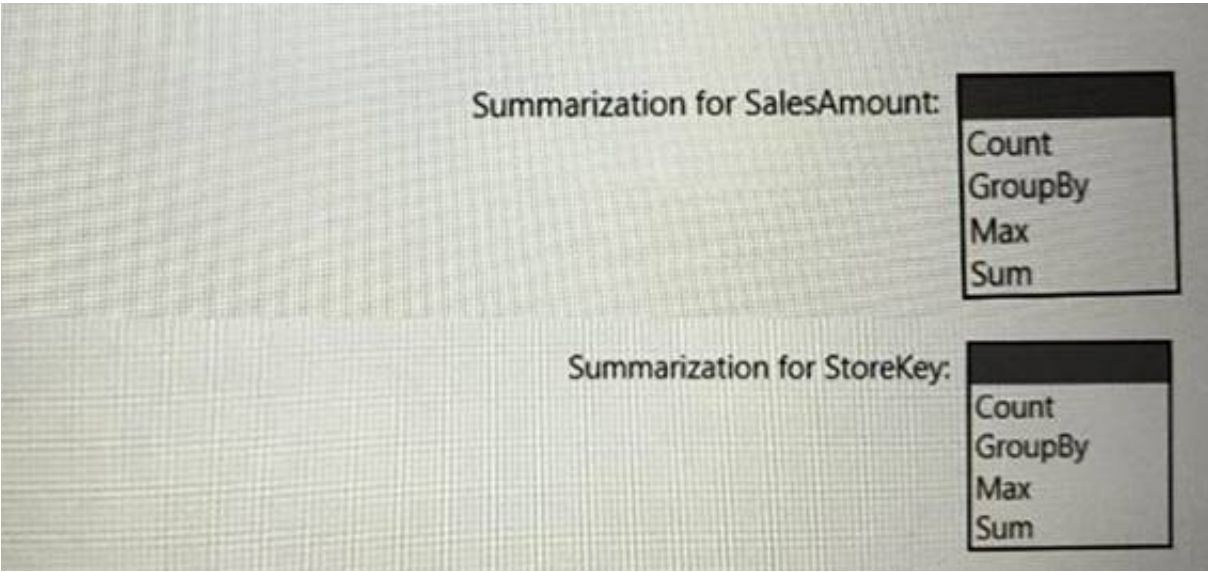 Summarization for SalesAmount:
Count
GroupBy
Max
Sum
Summarization for StoreKey:
Count
GroupBy
Max
Sum